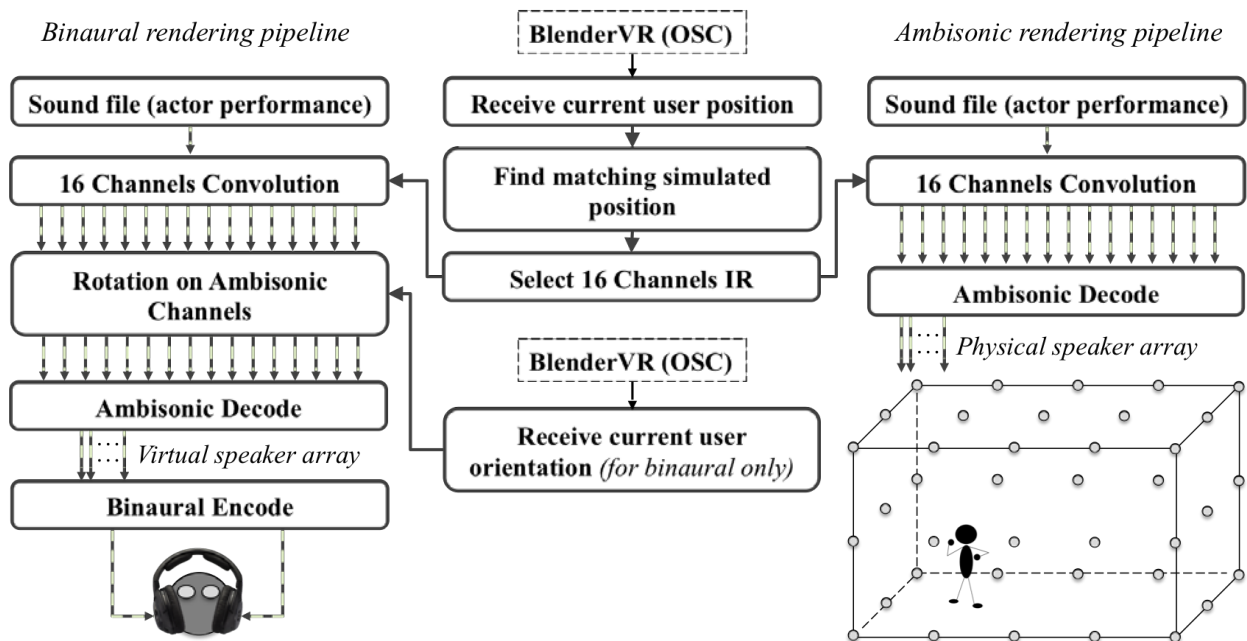 Binaural rendering pipeline
Sound file (actor performance)
16 Channels Convolution
Rotation on Ambisonic
Channels
Ambisonic Decode
Virtual speaker array
Binaural Encode
BlenderVR (OSC)
Receive current user position
Find matching simulated
position
Select 16 Channels IR
BlenderVR (OSC)
Receive current user
orientation (for binaural only)
Ambisonic rendering pipeline
Sound file (actor performance)
16 Channels Convolution
Ambisonic Decode
Physical speaker array